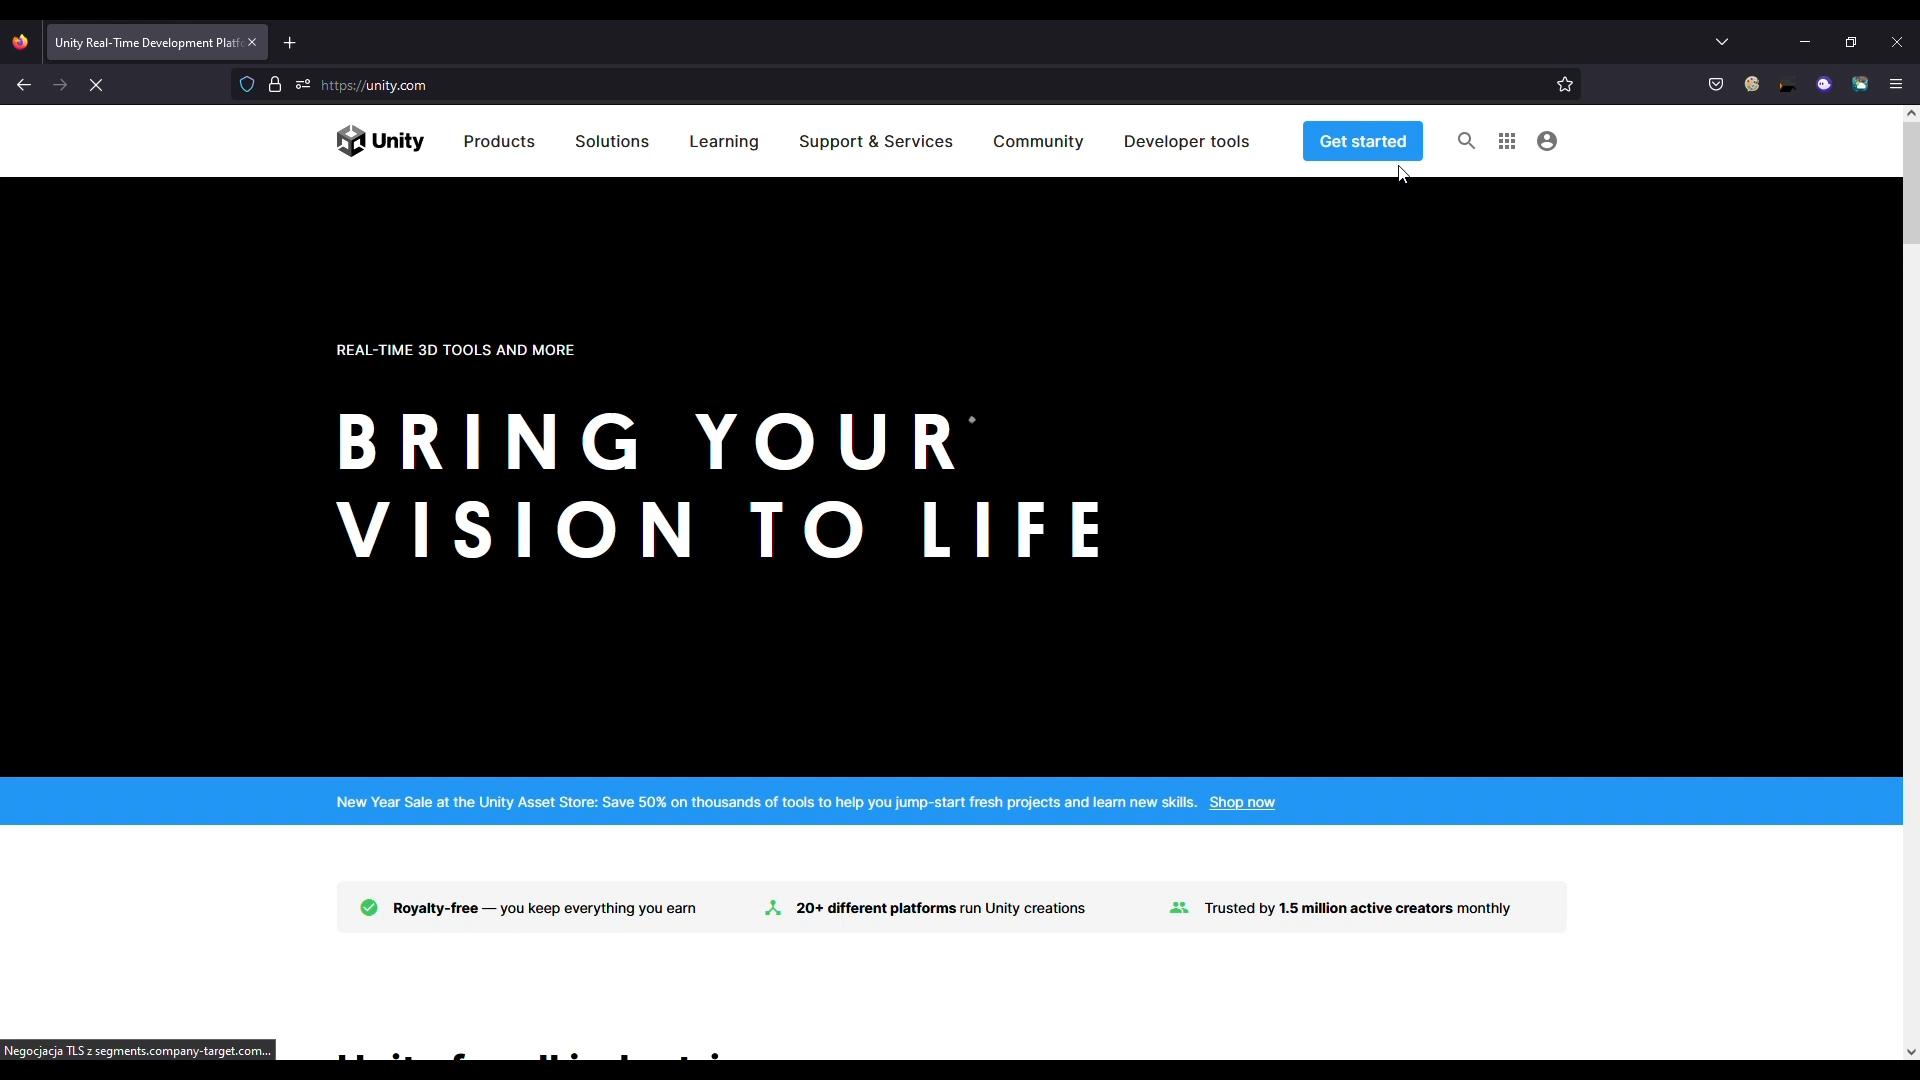 Unity Real-Time Development Platf
https://unity.com
Unity
Products
Solutions
Learning
Support & Services
Community
Developer tools
Get started
REAL-TIME 3D TOOLS AND MORE
BRING YOUR
VISION TO LIFE
New Year Sale at the Unity Asset Store: Save 50% on thousands of tools to help you jump-start fresh projects and learn new skills. Shop now
Royalty-free — you keep everything you earn
20+ different platforms run Unity creations
Trusted by 1.5 million active creators monthly
Negocjacja TLS z segments.company-target.com...